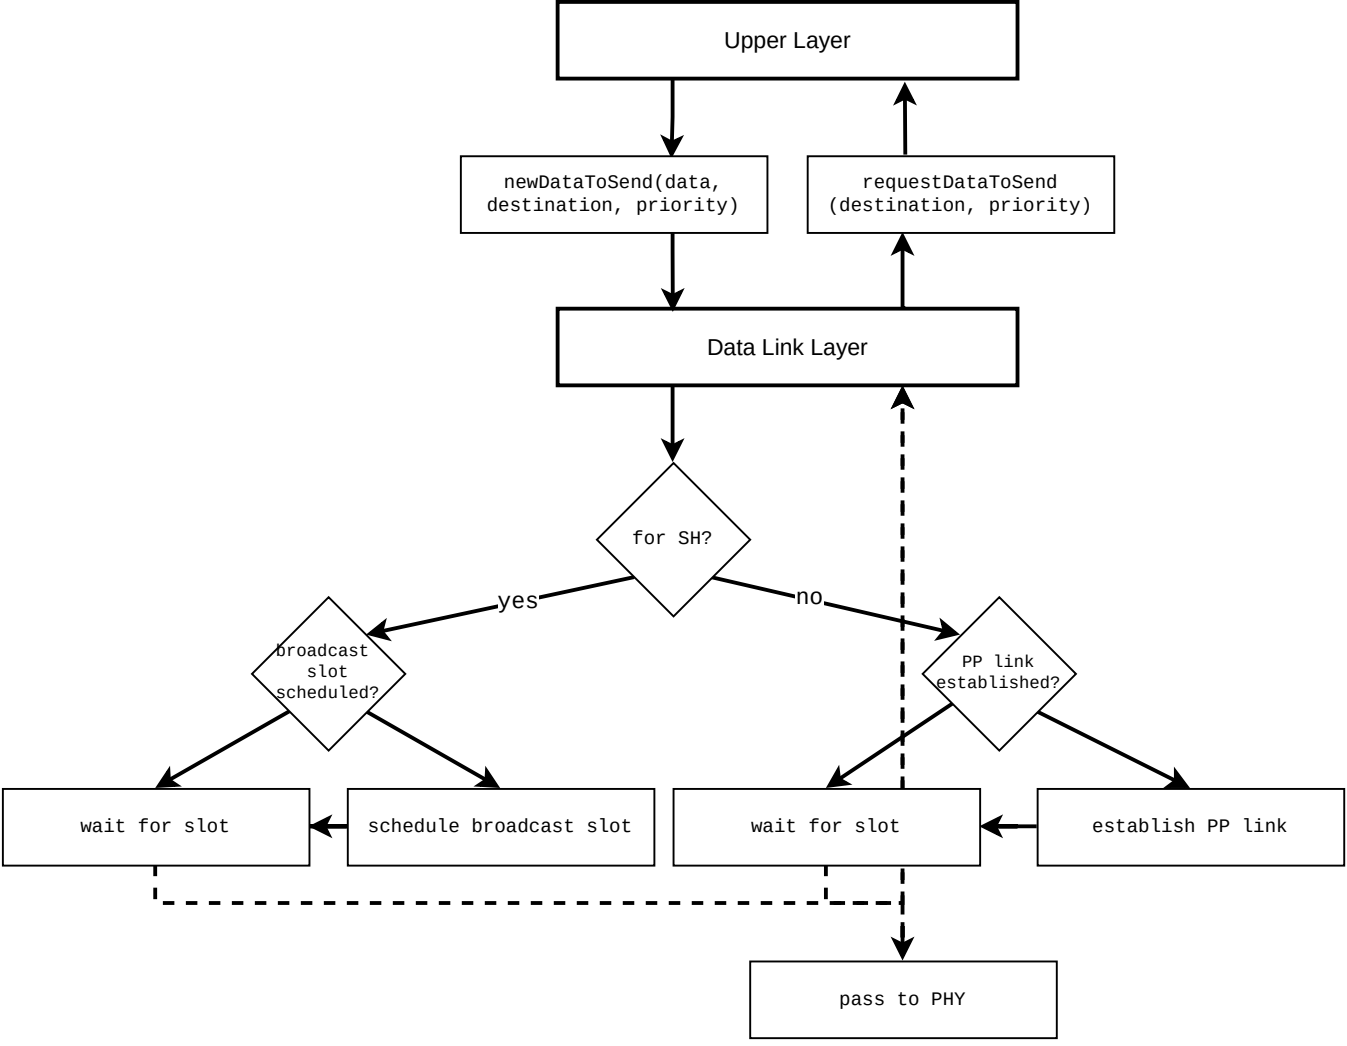 Upper Layer
newDataToSend(data,
destination, priority)
requestDataToSend
(destination, priority)
Data Link Layer
for SH?
yes
no
broadcast
slot
scheduled?
PP link
established?
wait for slot
schedule broadcast slot
wait for slot
establish PP link
pass to PHY